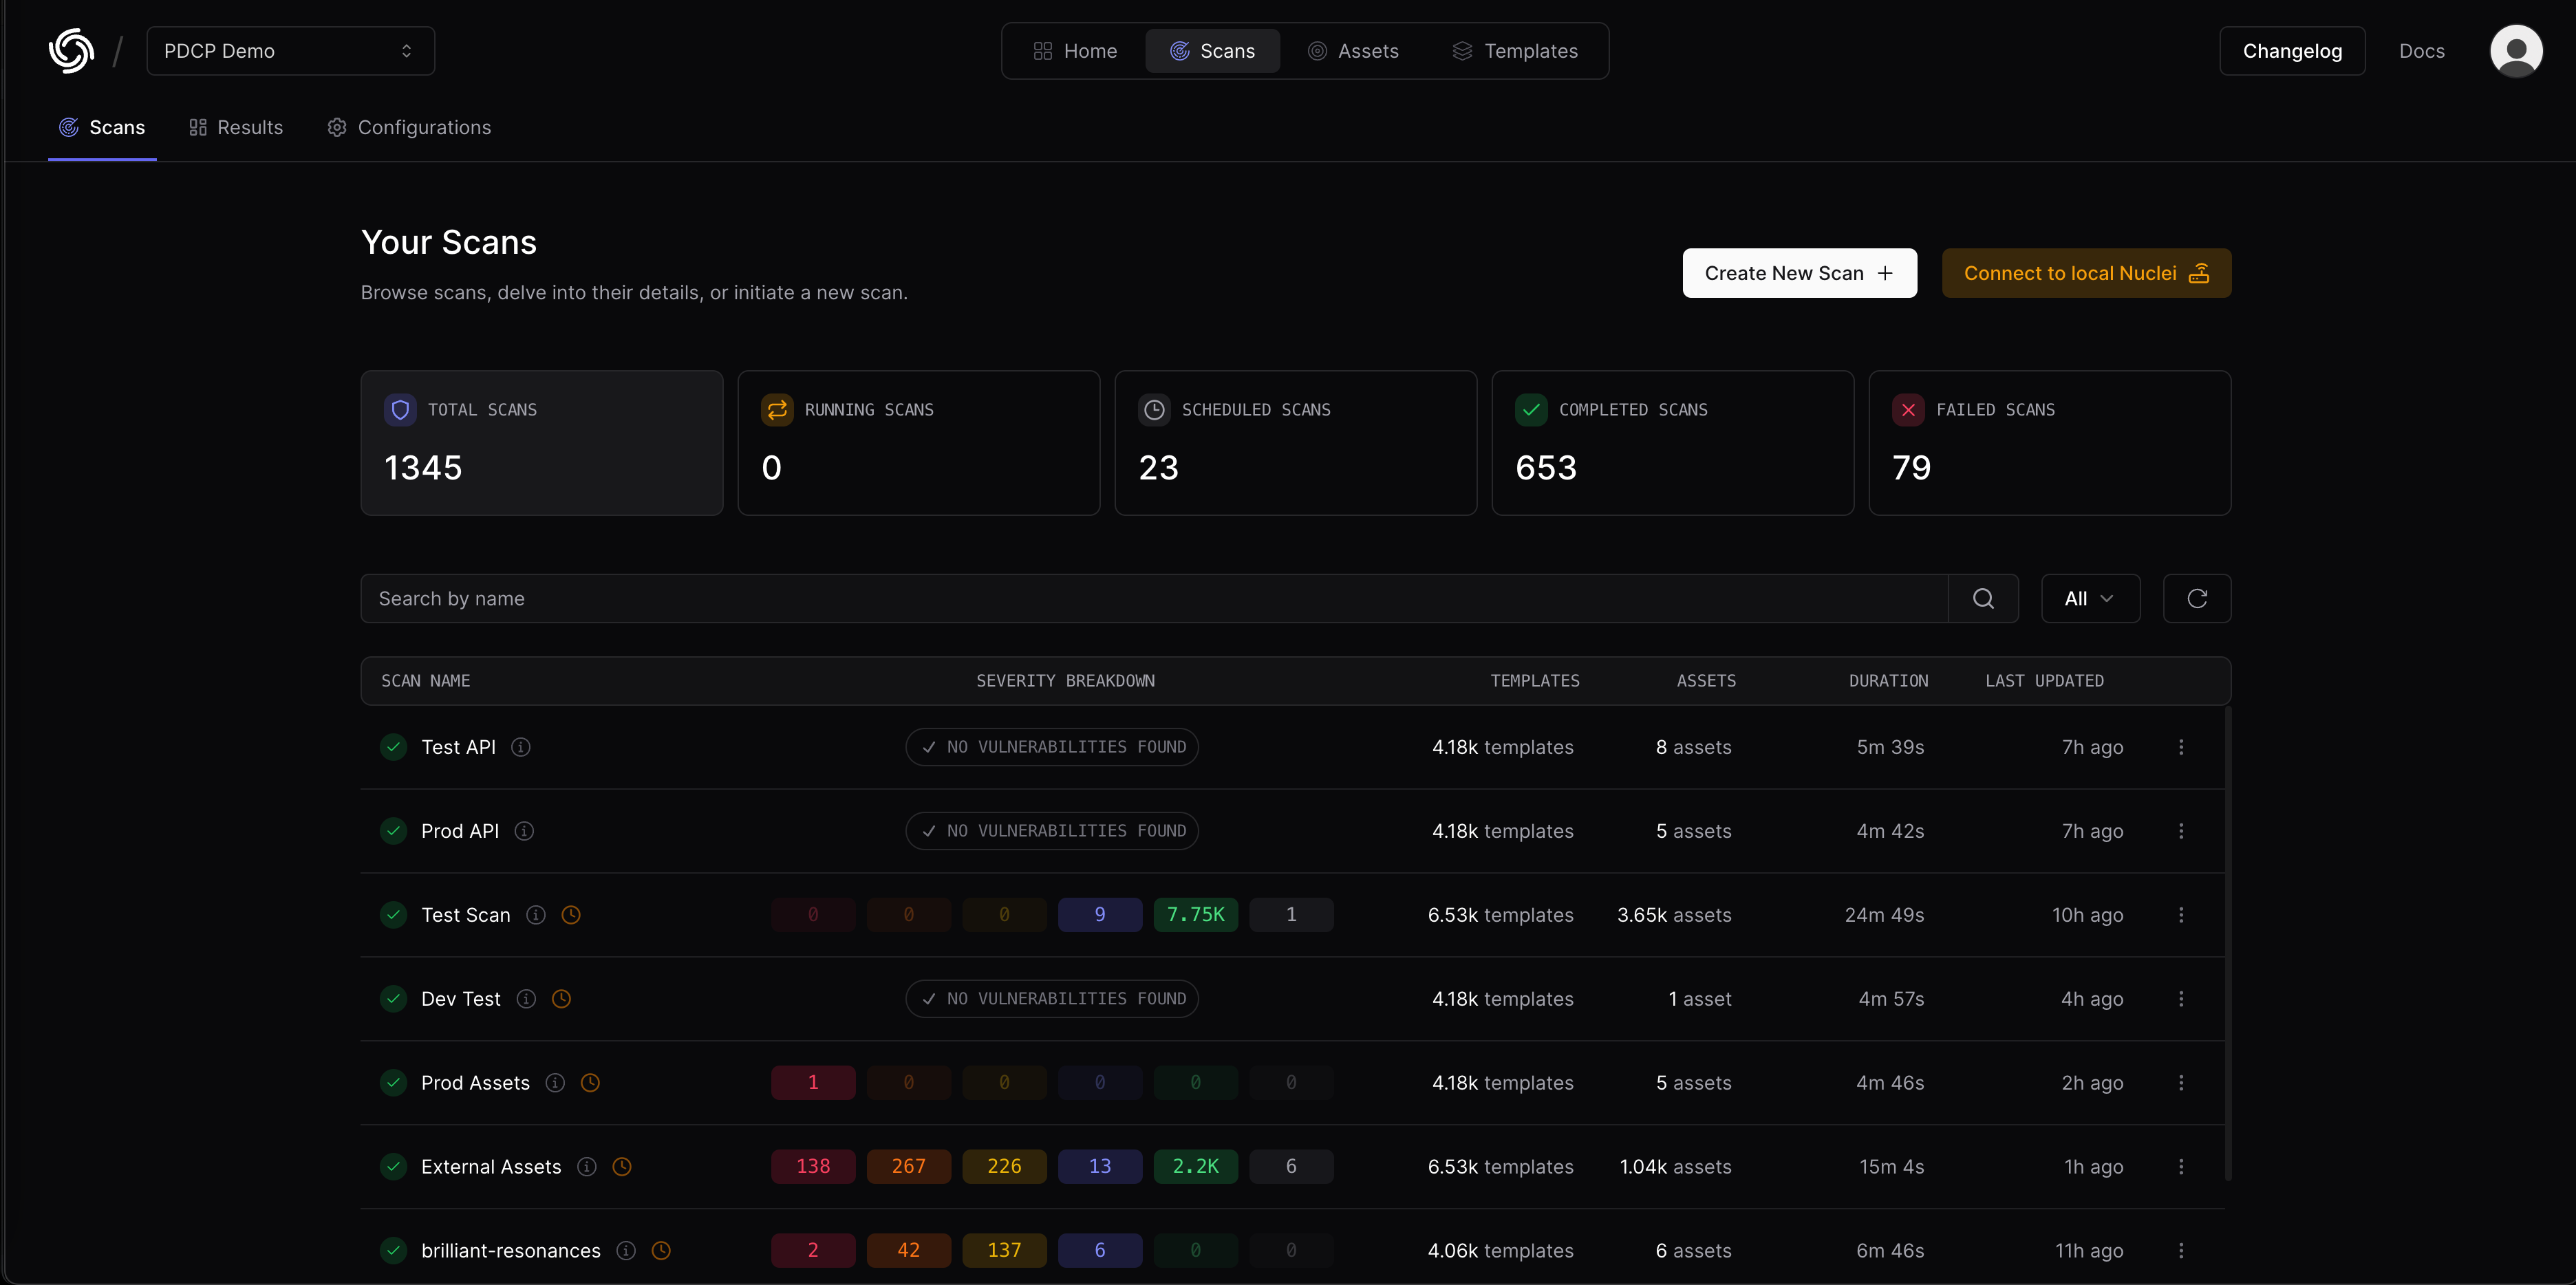 / PDCP Demo Home Scans Assets Templates Changelog Docs
Scans Results Configurations
Your Scans
Browse scans, delve into their details, or initiate a new scan.
Create New Scan + Connect to local Nuclei
TOTAL SCANS
1345
RUNNING SCANS
0
SCHEDULED SCANS
23
COMPLETED SCANS
653
FAILED SCANS
79
Search by name All
SCAN NAME SEVERITY BREAKDOWN TEMPLATES ASSETS DURATION LAST UPDATED
Test API NO VULNERABILITIES FOUND 4.18k templates 8 assets 5m 39s 7h ago
Prod API NO VULNERABILITIES FOUND 4.18k templates 5 assets 4m 42s 7h ago
Test Scan 0 0 0 9 7.75K 1 6.53k templates 3.65k assets 24m 49s 10h ago
Dev Test NO VULNERABILITIES FOUND 4.18k templates 1 asset 4m 57s 4h ago
Prod Assets 1 0 0 0 0 0 4.18k templates 5 assets 4m 46s 2h ago
External Assets 138 267 226 13 2.2K 6 6.53k templates 1.04k assets 15m 4s 1h ago
brilliant-resonances 2 42 137 6 0 0 4.06k templates 6 assets 6m 46s 11h ago